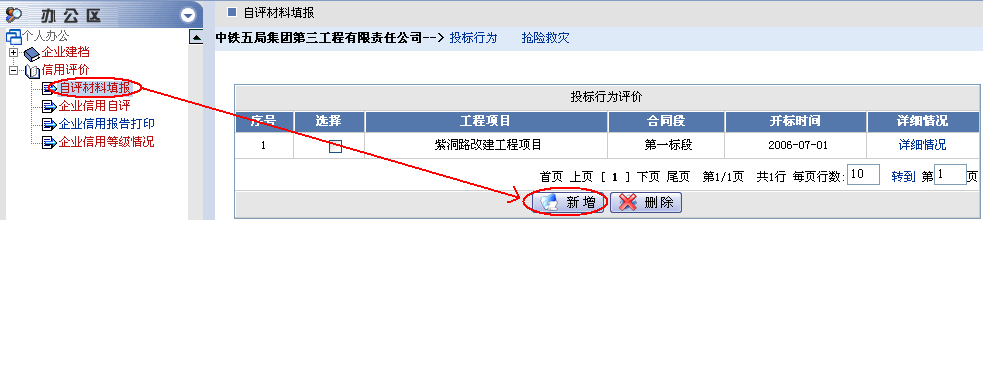 办公区
个人办公
企业建档
信用评价
自评材料填报
企业信用自评
企业信用报告打印
企业信用等级情况
自评材料填报
中铁五局集团第三工程有限责任公司--> 投标行为 抢险救灾
投标行为评价
序号 选择 工程项目 合同段 开标时间 详细情况
1 紫洞路改建工程项目 第一标段 2006-07-01 详细情况
首页 上页 [ 1 ] 下页 尾页 第1/1页 共1行 每页行数: 10 转到 第 1 页
新增 删除